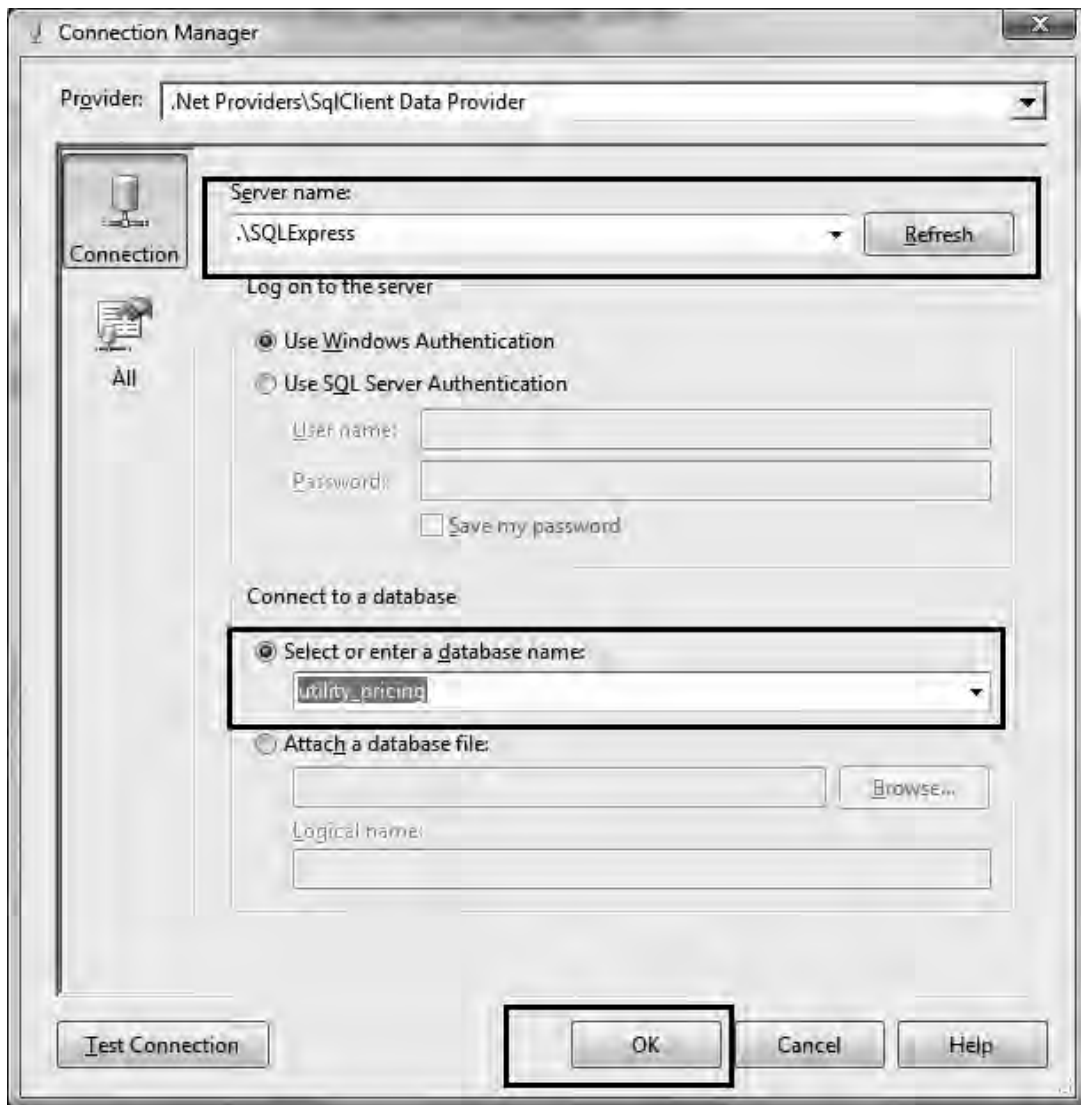 Connection Manager
X
Provider: .Net Providers\SqlClient Data Provider
Connection
All
Server name:
.\SQLExpress
Refresh
Log on to the server
Use Windows Authentication
Use SQL Server Authentication
User name:
Password:
Save my password
Connect to a database
Select or enter a database name:
utility_pricing
Attach a database file:
Browse...
Logical name:
Test Connection
OK
Cancel
Help